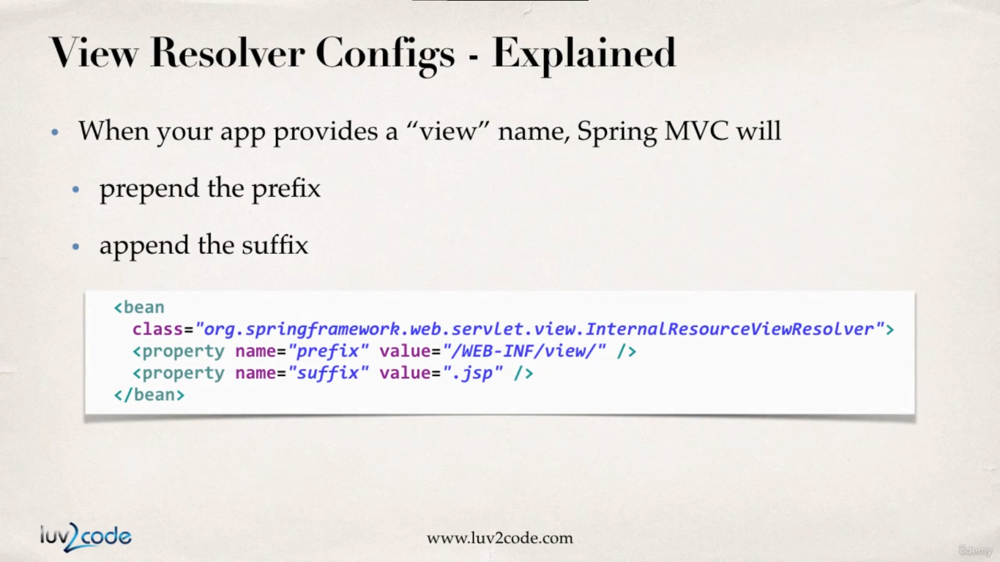 View Resolver Configs - Explained
• When your app provides a “view” name, Spring MVC will
• prepend the prefix
• append the suffix
<bean
class="org.springframework.web.servlet.view.InternalResourceViewResolver">
<property name="prefix" value="/WEB-INF/view/" />
<property name="suffix" value=".jsp" />
</bean>
luv2code
www.luv2code.com
ûdemy